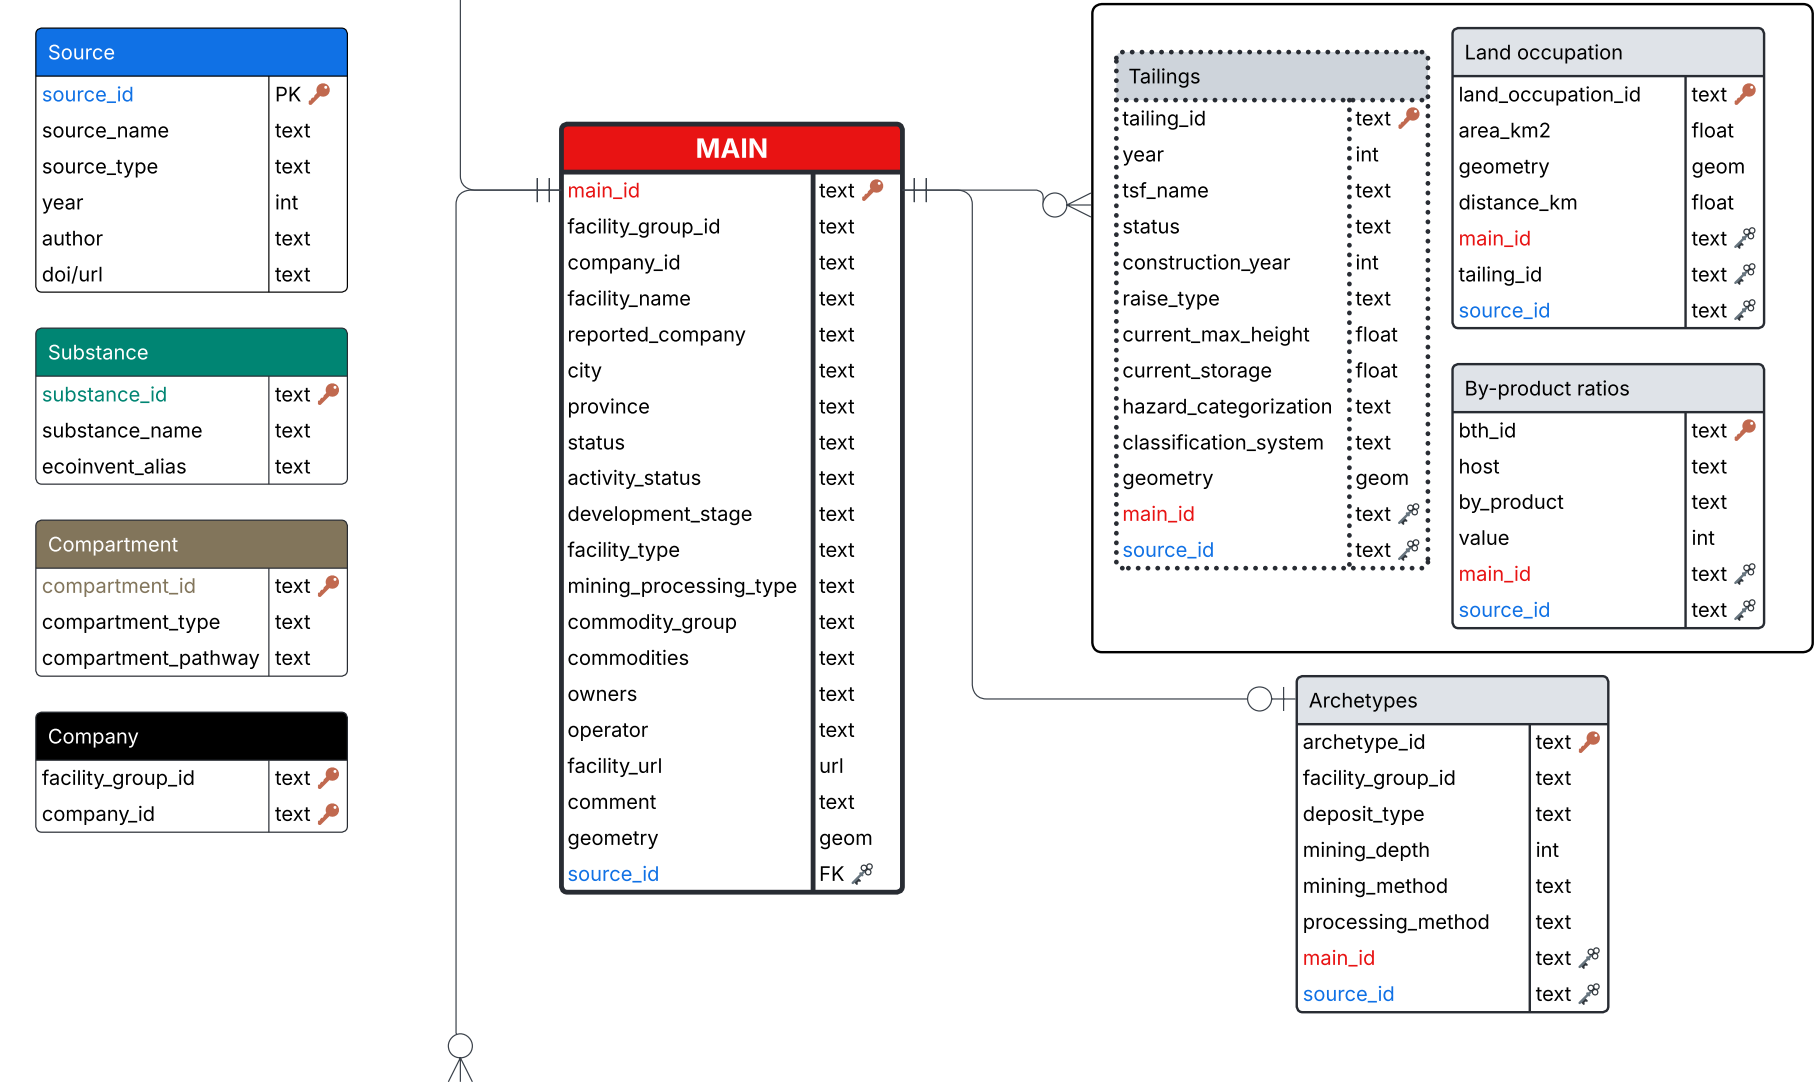 Source
source_id PK
source_name text
source_type text
year int
author text
doi/url text
Substance
substance_id text
substance_name text
ecoinvent_alias text
Compartment
compartment_id text
compartment_type text
compartment_pathway text
Company
facility_group_id text
company_id text
MAIN
main_id text
facility_group_id text
company_id text
facility_name text
reported_company text
city text
province text
status text
activity_status text
development_stage text
facility_type text
mining_processing_type text
commodity_group text
commodities text
owners text
operator text
facility_url url
comment text
geometry geom
source_id FK
Tailings
tailing_id text
year int
tsf_name text
status text
construction_year int
raise_type text
current_max_height float
current_storage float
hazard_categorization text
classification_system text
geometry geom
main_id text
source_id text
Land occupation
land_occupation_id text
area_km2 float
geometry geom
distance_km float
main_id text
tailing_id text
source_id text
By-product ratios
bth_id text
host text
by_product text
value int
main_id text
source_id text
Archetypes
archetype_id text
facility_group_id text
deposit_type text
mining_depth int
mining_method text
processing_method text
main_id text
source_id text